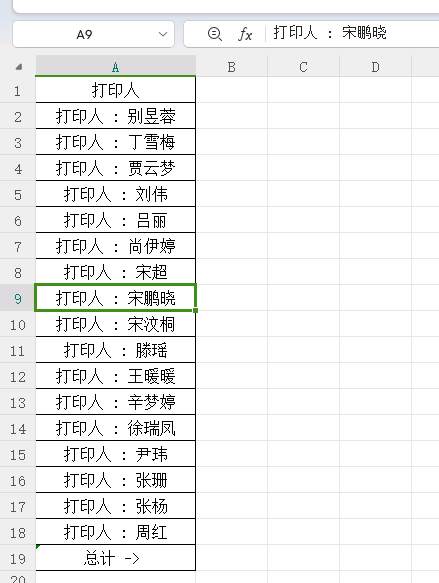 A9
fx
打印人 : 宋鹏晓
A B C D
1 打印人
2 打印人 : 别昱蓉
3 打印人 : 丁雪梅
4 打印人 : 贾云梦
5 打印人 : 刘伟
6 打印人 : 吕丽
7 打印人 : 尚伊婷
8 打印人 : 宋超
9 打印人 : 宋鹏晓
10 打印人 : 宋汶桐
11 打印人 : 滕瑶
12 打印人 : 王暖暖
13 打印人 : 辛梦婷
14 打印人 : 徐瑞凤
15 打印人 : 尹玮
16 打印人 : 张珊
17 打印人 : 张杨
18 打印人 : 周红
19 总计 ->
20